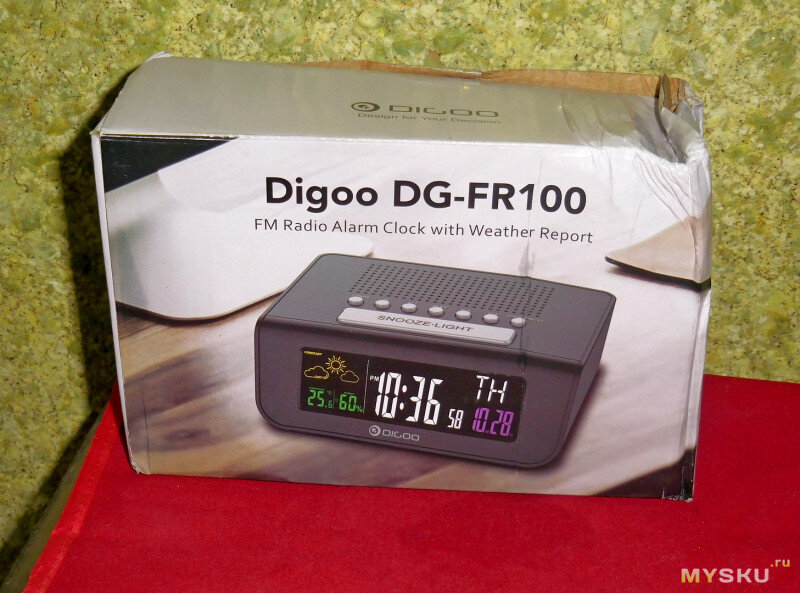 DIGOO
Design for Your Decision
Digoo DG-FR100
FM Radio Alarm Clock with Weather Report
SNOOZE-LIGHT
FORECAST
PM 10:36 58
TH
25.6 °C 60%
10.28
DIGOO
MYSKU.ru